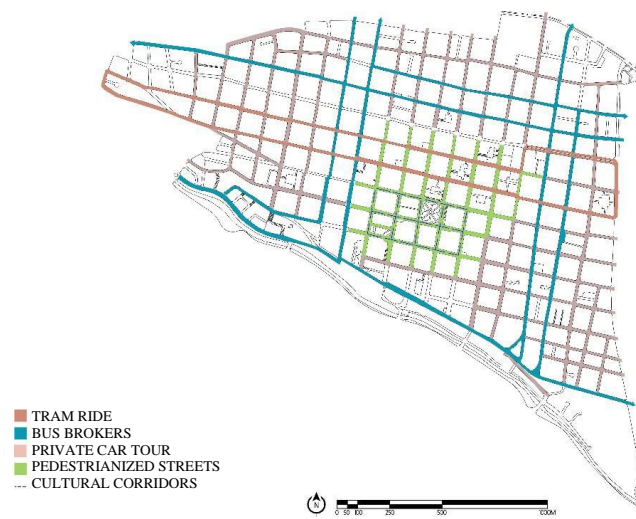 TRAM RIDE
BUS BROKERS
PRIVATE CAR TOUR
PEDESTRIANIZED STREETS
CULTURAL CORRIDORS
N
0 50 100 250 500 1000M